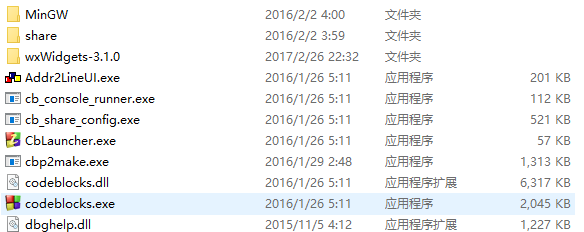 MinGW 2016/2/2 4:00 文件夹
share 2016/2/2 3:59 文件夹
wxWidgets-3.1.0 2017/2/26 22:32 文件夹
Addr2LineUI.exe 2016/1/26 5:11 应用程序 201 KB
cb_console_runner.exe 2016/1/26 5:11 应用程序 112 KB
cb_share_config.exe 2016/1/26 5:11 应用程序 521 KB
CbLauncher.exe 2016/1/26 5:11 应用程序 57 KB
cbp2make.exe 2016/1/29 2:48 应用程序 1,313 KB
codeblocks.dll 2016/1/26 5:11 应用程序扩展 6,317 KB
codeblocks.exe 2016/1/26 5:11 应用程序 2,045 KB
dbghelp.dll 2015/11/5 4:12 应用程序扩展 1,227 KB